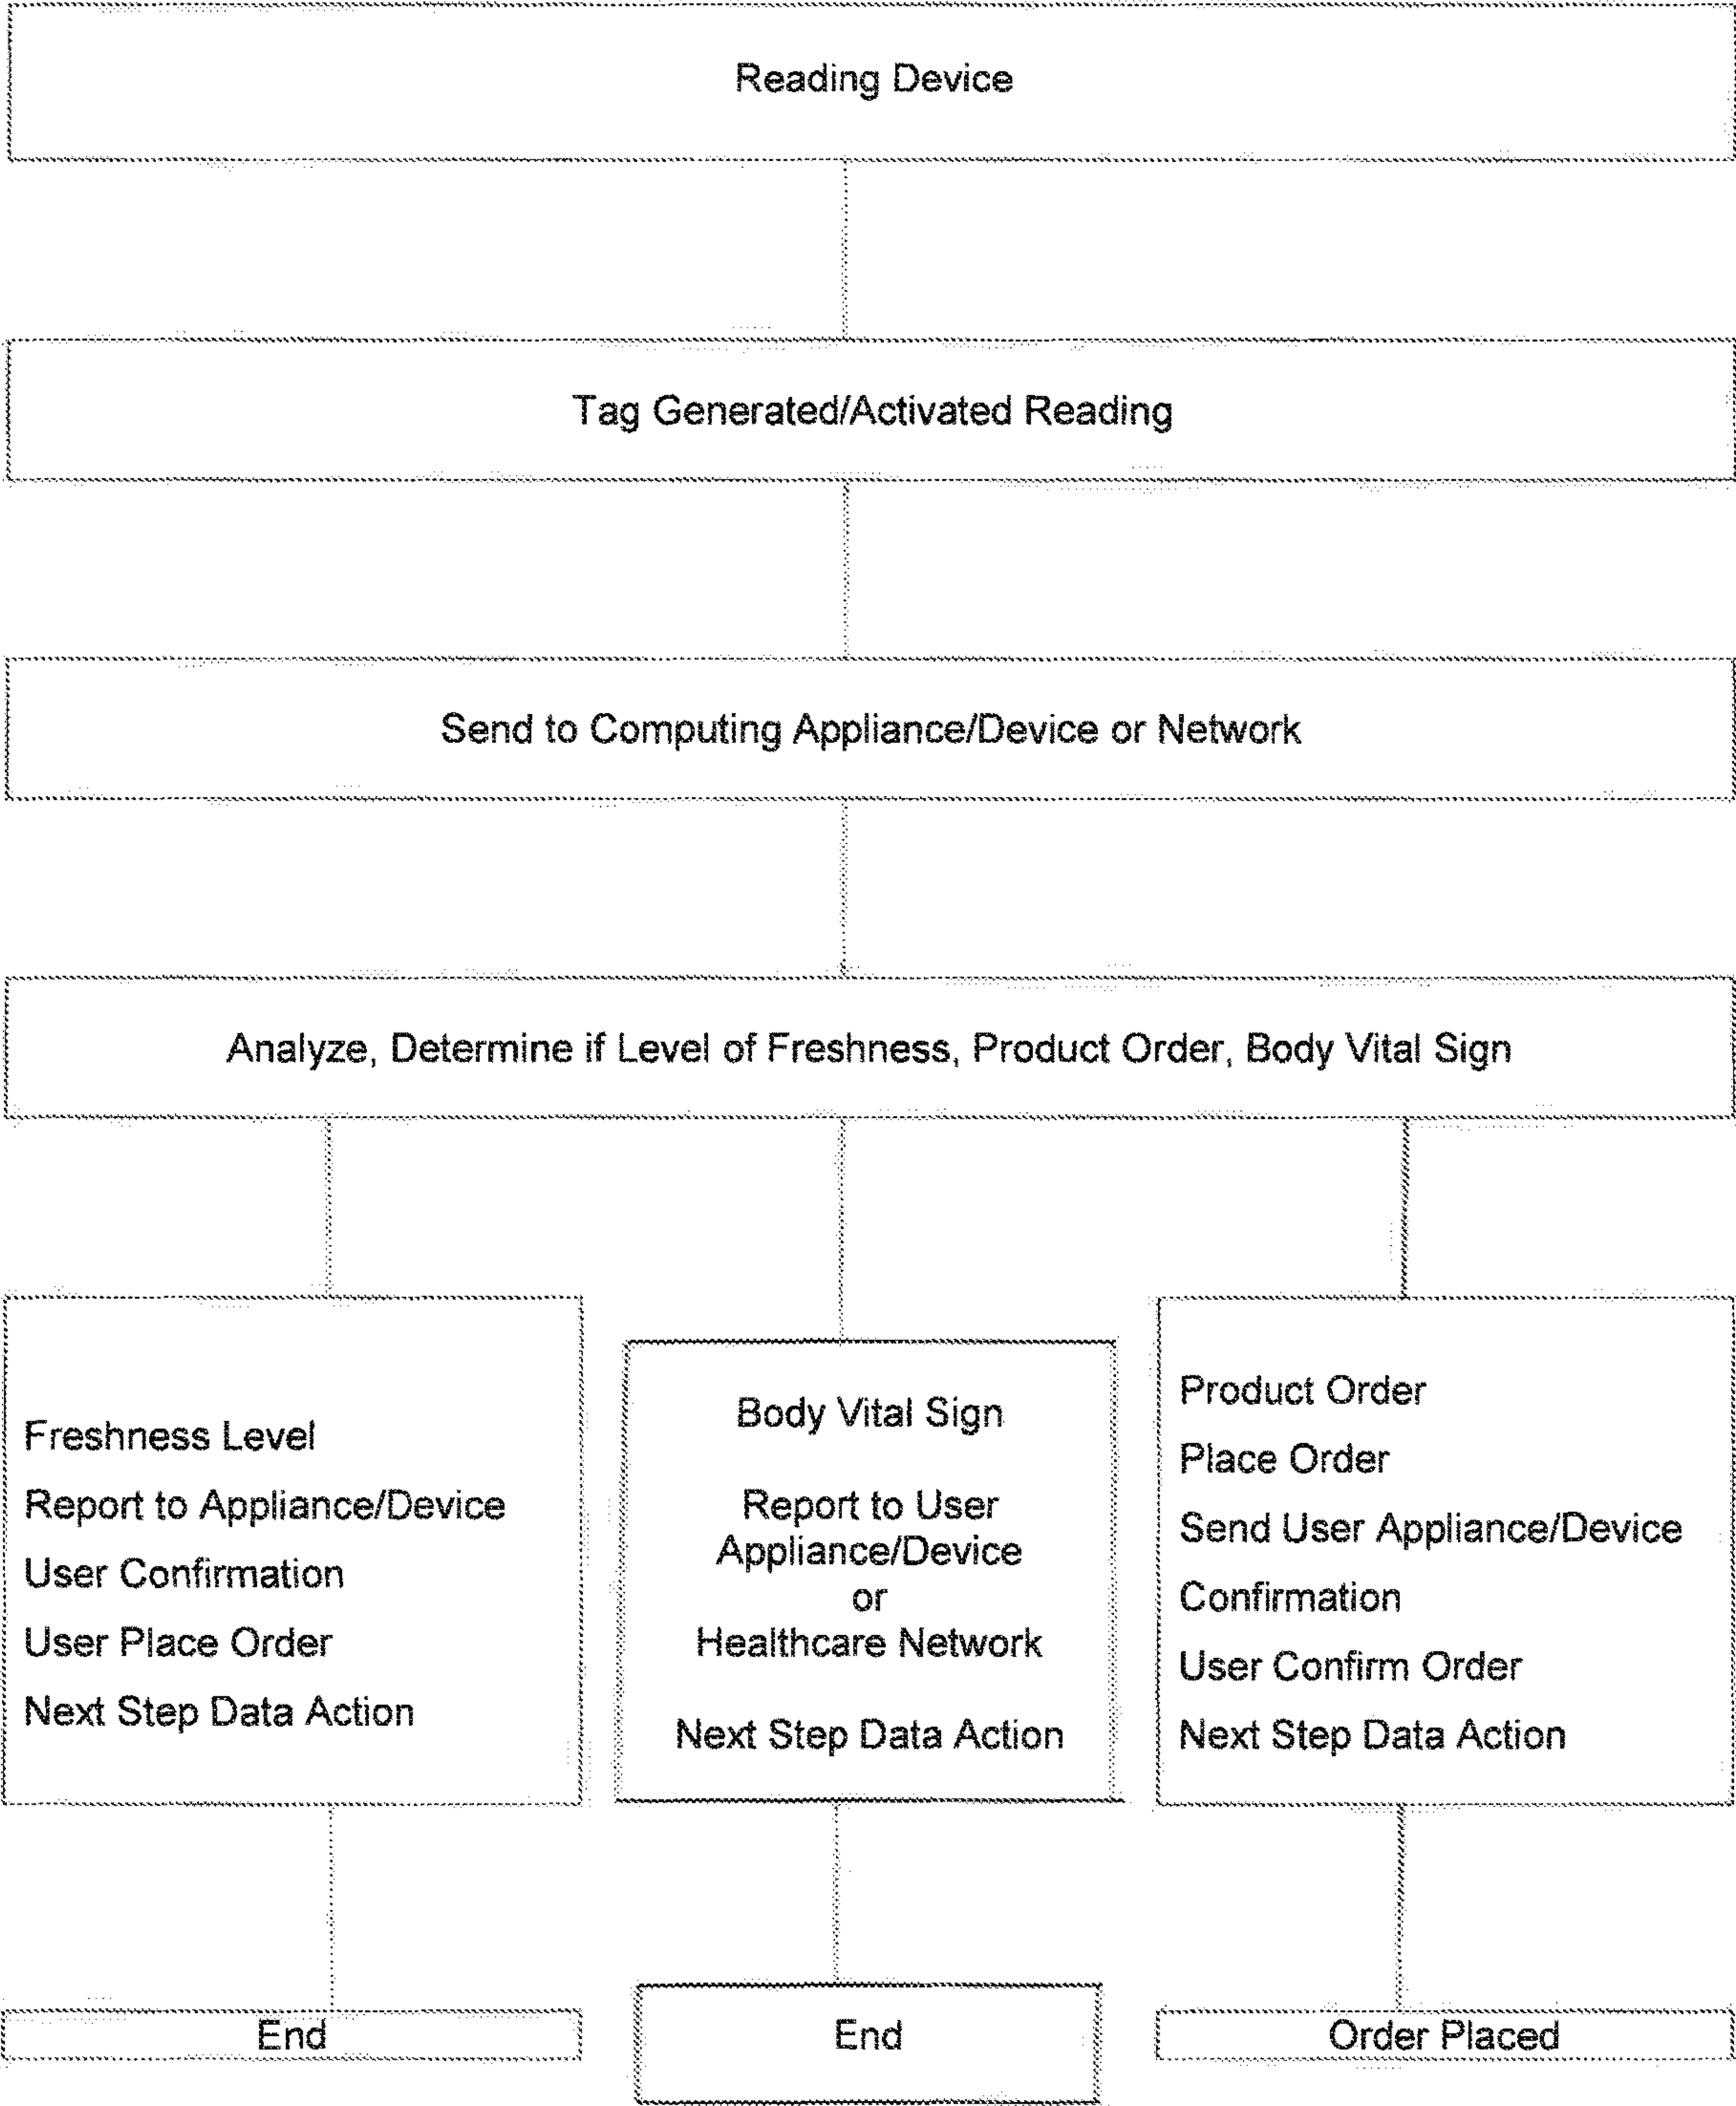 Reading Device
Tag Generated/Activated Reading
Send to Computing Appliance/Device or Network
Analyze, Determine if Level of Freshness, Product Order, Body Vital Sign
Freshness Level
Report to Appliance/Device
User Confirmation
User Place Order
Next Step Data Action
Body Vital Sign
Report to User
Appliance/Device
or
Healthcare Network
Next Step Data Action
Product Order
Place Order
Send User Appliance/Device
Confirmation
User Confirm Order
Next Step Data Action
End
End
Order Placed